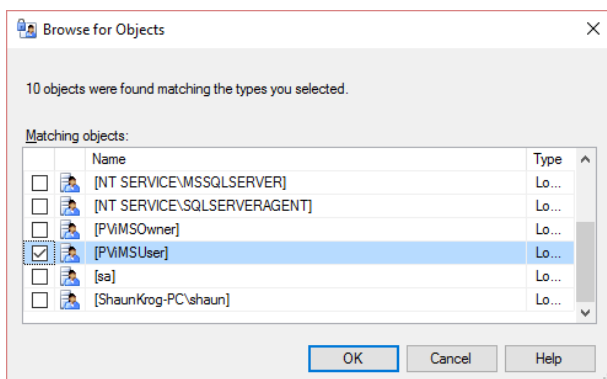 Browse for Objects
10 objects were found matching the types you selected.
Matching objects:
Name Type
[NT SERVICE\MSSQLSERVER] Lo...
[NT SERVICE\SQLSERVERAGENT] Lo...
[PViMSOwner] Lo...
[PViMSUser] Lo...
[sa] Lo...
[ShaunKrog-PC\shaun] Lo...
OK Cancel Help